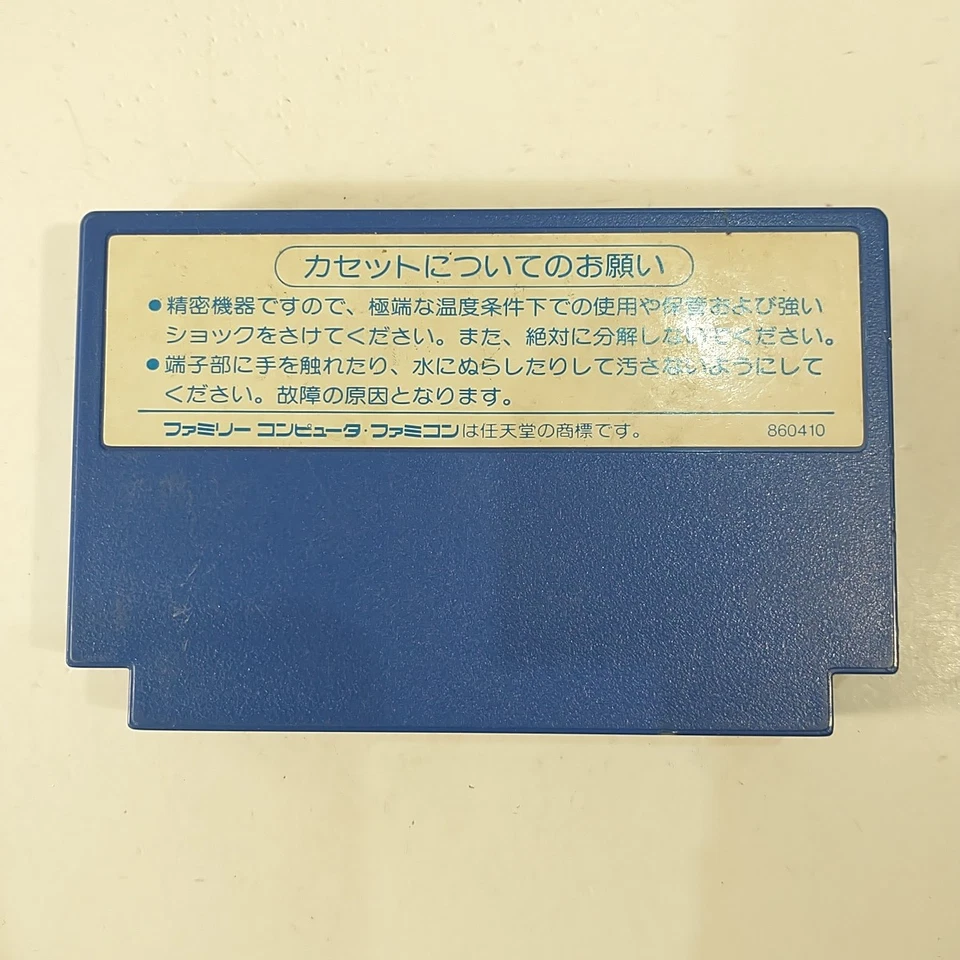 カセットについてのお願い
●精密機器ですので、極端な温度条件下での使用や保管および強い
ショックをさけてください。また、絶対に分解しないでください。
●端子部に手を触れたり、水にぬらしたりして汚さないようにして
ください。故障の原因となります。
ファミリー コンピュータ・ファミコンは任天堂の商標です。 860410